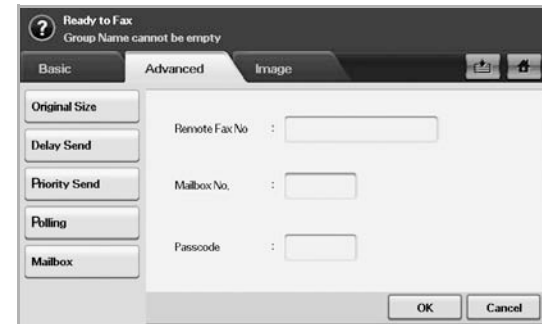 ?
Ready to Fax
Group Name cannot be empty
Basic
Advanced
Image
Original Size
Delay Send
Priority Send
Polling
Mailbox
Remote Fax No :
Mailbox No. :
Passcode :
OK
Cancel